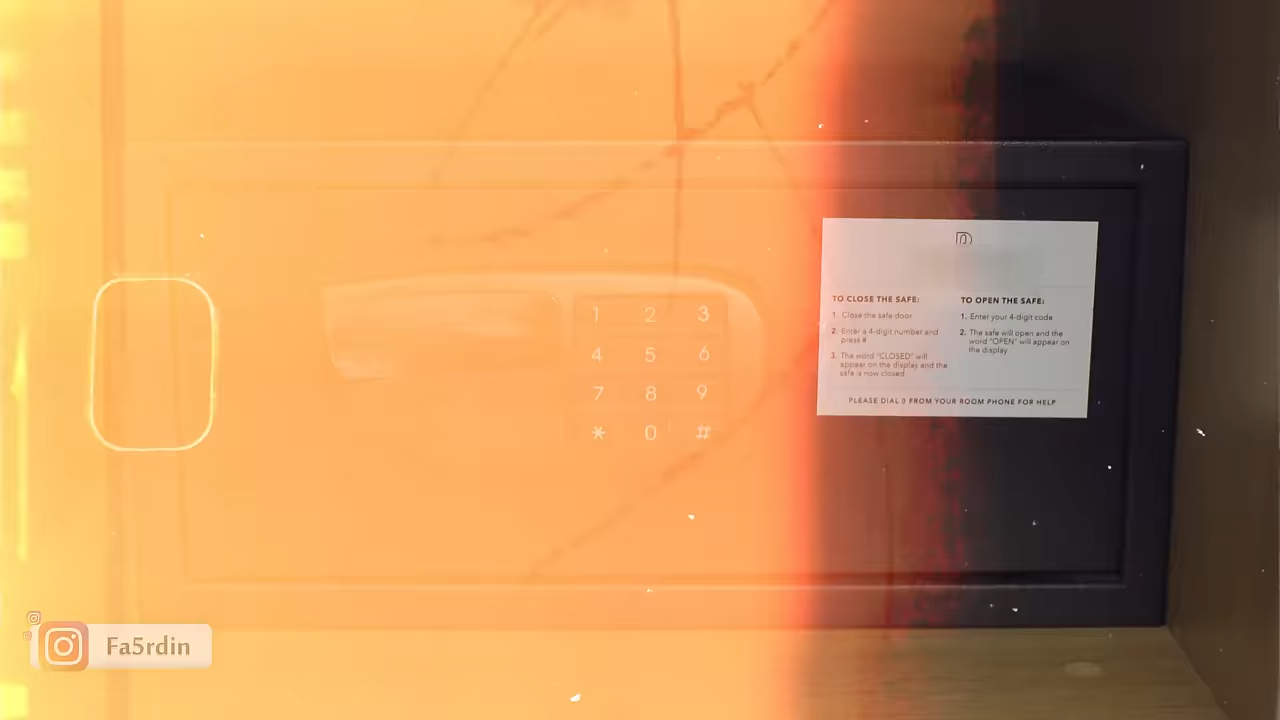 1 2 3
4 5 6
7 8 9
* 0 #
TO CLOSE THE SAFE:
1. Close the safe door
2. Enter a 4-digit number and
press #
3. The word "CLOSED" will
appear on the display and the
safe is now closed
TO OPEN THE SAFE:
1. Enter your 4-digit code
2. The safe will open and the
word "OPEN" will appear on
the display
PLEASE DIAL 0 FROM YOUR ROOM PHONE FOR HELP
Fa5rdin